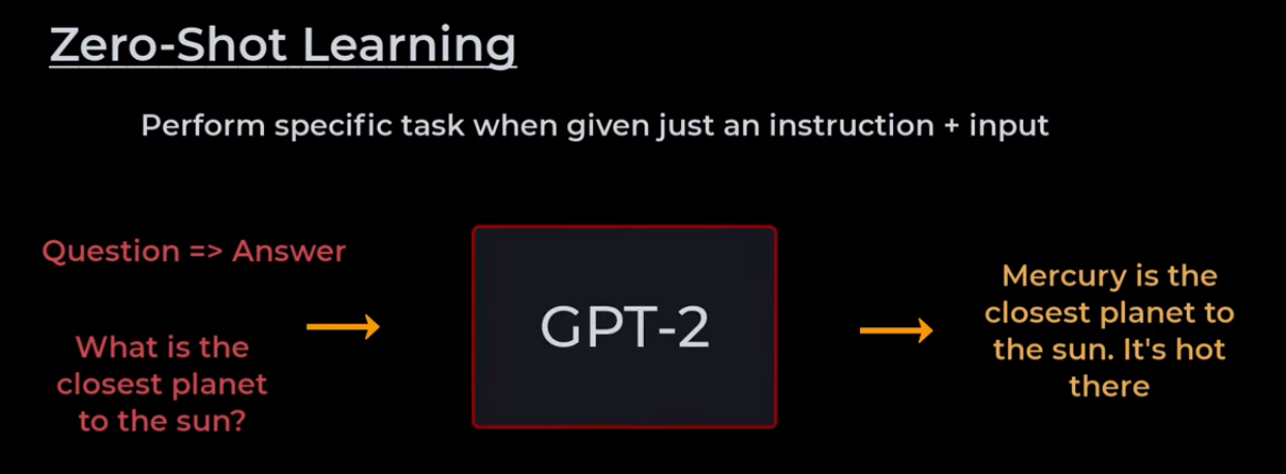 Zero-Shot Learning
Perform specific task when given just an instruction + input
Question => Answer
What is the
closest planet
to the sun?
GPT-2
Mercury is the
closest planet to
the sun. It's hot
there